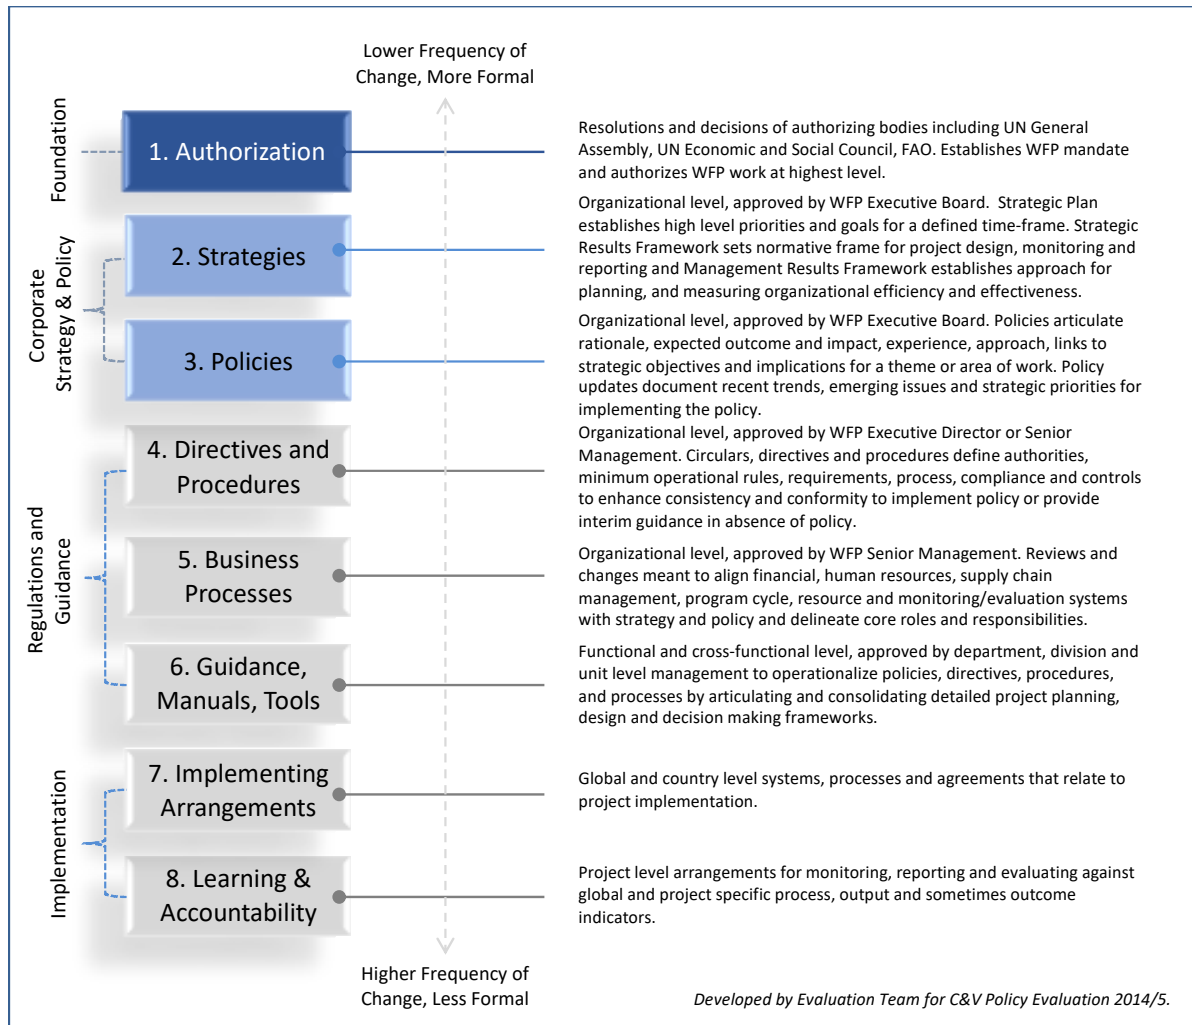 Lower Frequency of
Change, More Formal
Foundation
1. Authorization
Resolutions and decisions of authorizing bodies including UN General
Assembly, UN Economic and Social Council, FAO. Establishes WFP mandate
and authorizes WFP work at highest level.
Corporate
Strategy & Policy
2. Strategies
Organizational level, approved by WFP Executive Board.  Strategic Plan
establishes high level priorities and goals for a defined time-frame. Strategic
Results Framework sets normative frame for project design, monitoring and
reporting and Management Results Framework establishes approach for
planning, and measuring organizational efficiency and effectiveness.
3. Policies
Organizational level, approved by WFP Executive Board. Policies articulate
rationale, expected outcome and impact, experience, approach, links to
strategic objectives and implications for a theme or area of work. Policy
updates document recent trends, emerging issues and strategic priorities for
implementing the policy.
Regulations and
Guidance
4. Directives and
Procedures
Organizational level, approved by WFP Executive Director or Senior
Management. Circulars, directives and procedures define authorities,
minimum operational rules, requirements, process, compliance and controls
to enhance consistency and conformity to implement policy or provide
interim guidance in absence of policy.
5. Business
Processes
Organizational level, approved by WFP Senior Management. Reviews and
changes meant to align financial, human resources, supply chain
management, program cycle, resource and monitoring/evaluation systems
with strategy and policy and delineate core roles and responsibilities.
6. Guidance,
Manuals, Tools
Functional and cross-functional level, approved by department, division and
unit level management to operationalize policies, directives, procedures,
and processes by articulating and consolidating detailed project planning,
design and decision making frameworks.
Implementation
7. Implementing
Arrangements
Global and country level systems, processes and agreements that relate to
project implementation.
8. Learning &
Accountability
Project level arrangements for monitoring, reporting and evaluating against
global and project specific process, output and sometimes outcome
indicators.
Higher Frequency of
Change, Less Formal
Developed by Evaluation Team for C&V Policy Evaluation 2014/5.